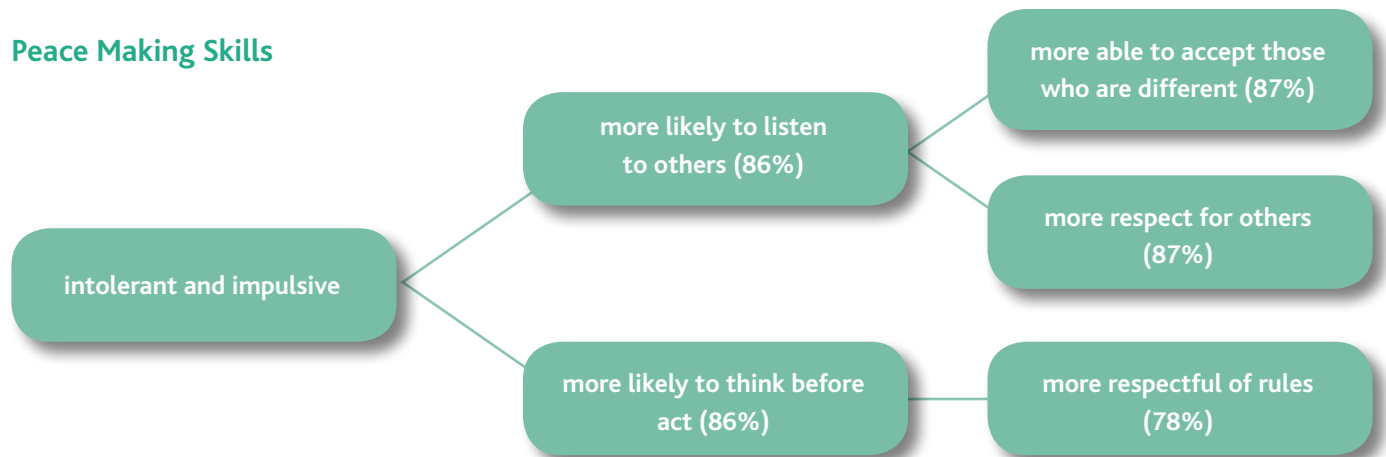 Peace Making Skills
intolerant and impulsive
more likely to listen
to others (86%)
more able to accept those
who are different (87%)
more respect for others
(87%)
more likely to think before
act (86%)
more respectful of rules
(78%)